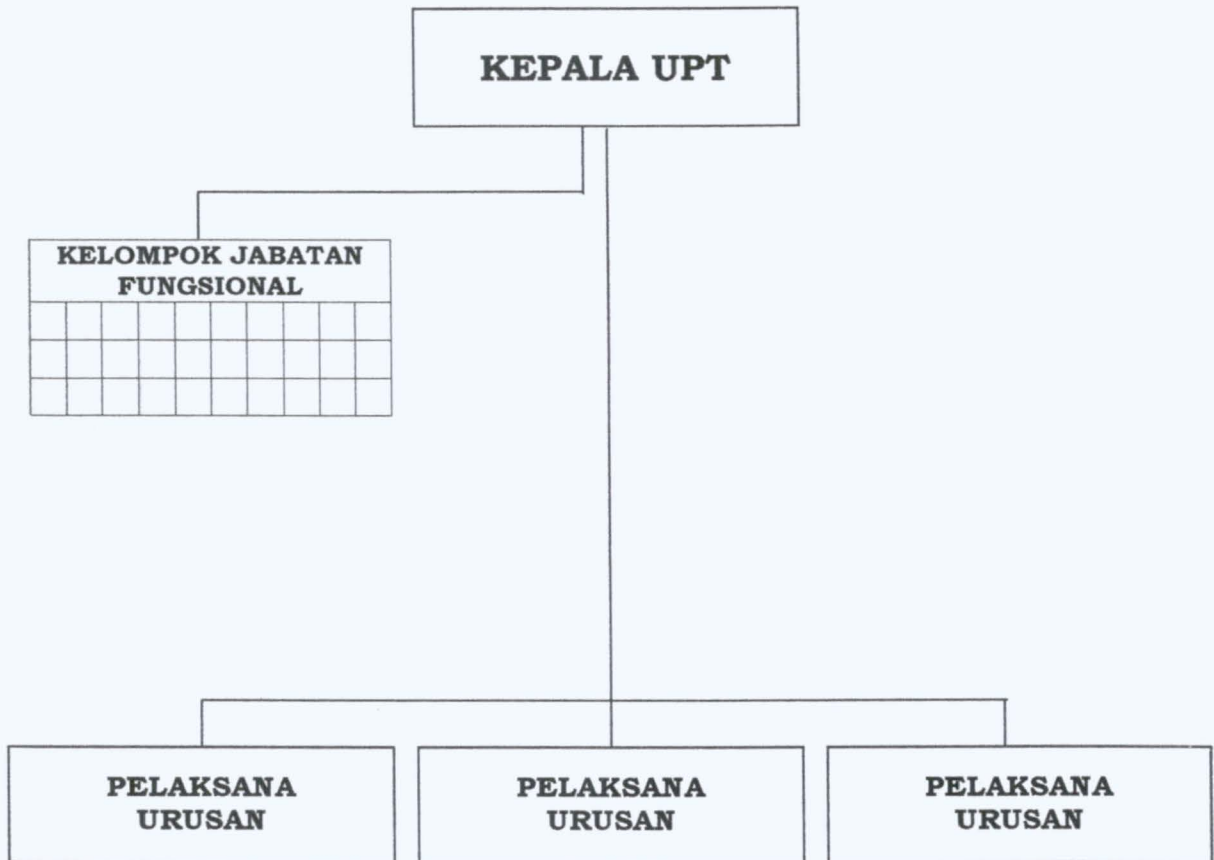 KEPALA UPT
KELOMPOK JABATAN
FUNGSIONAL
PELAKSANA
URUSAN
PELAKSANA
URUSAN
PELAKSANA
URUSAN